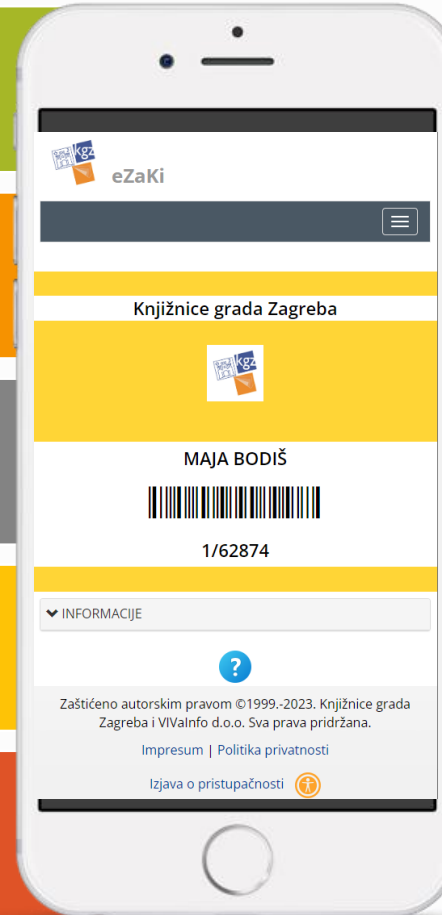 kgz
eZaKi
Knjižnice grada Zagreba
kgz
MAJA BODIŠ
1/62874
INFORMACIJE
?
Zaštićeno autorskim pravom ©1999.-2023. Knjižnice grada
Zagreba i VIVaInfo d.o.o. Sva prava pridržana.
Impresum | Politika privatnosti
Izjava o pristupačnosti